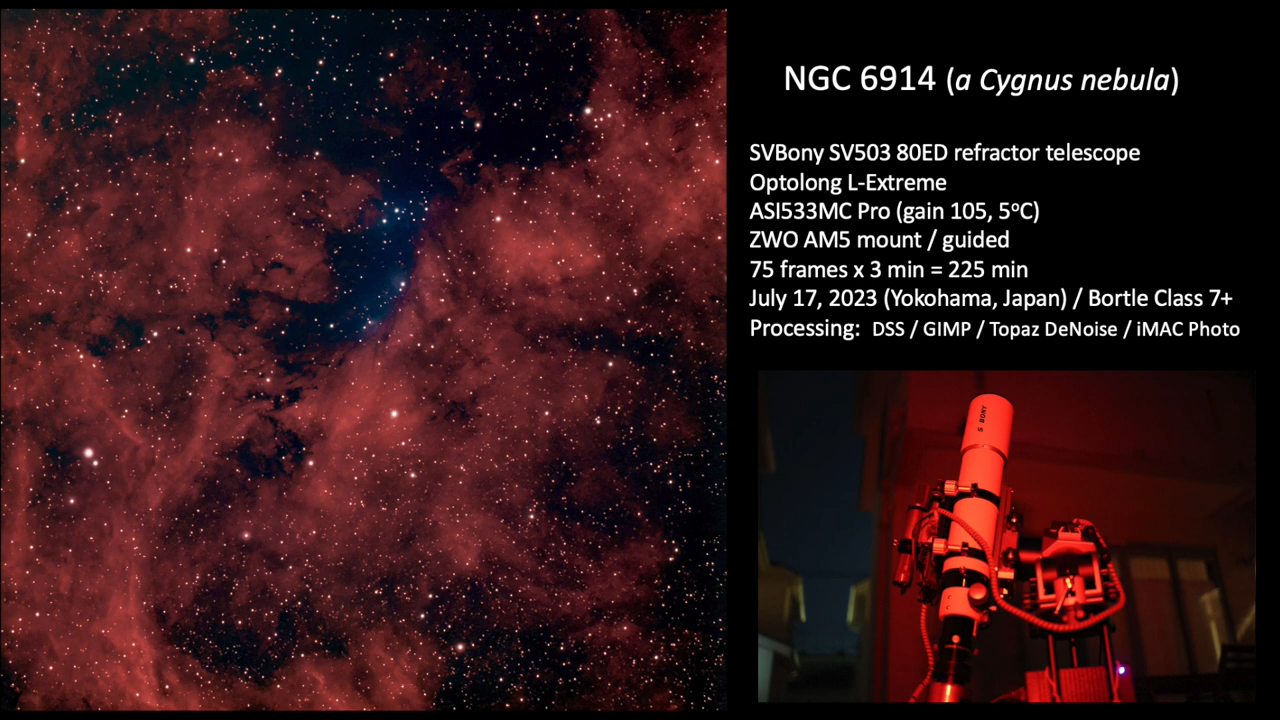 NGC 6914 (a Cygnus nebula)
SVBony SV503 80ED refractor telescope
Optolong L-Extreme
ASI533MC Pro (gain 105, 5ºC)
ZWO AM5 mount / guided
75 frames x 3 min = 225 min
July 17, 2023 (Yokohama, Japan) / Bortle Class 7+
Processing: DSS / GIMP / Topaz DeNoise / iMAC Photo